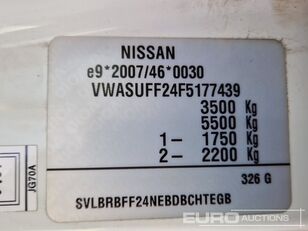 NISSAN
e9*2007/46*0030
VWASUFF24F5177439
3500 Kg
5500 Kg
1- 1750 Kg
2- 2200 Kg
326 G
SVLBRBFF24NEBDBCHTEGB
JG70A
EURO
AUCTIONS